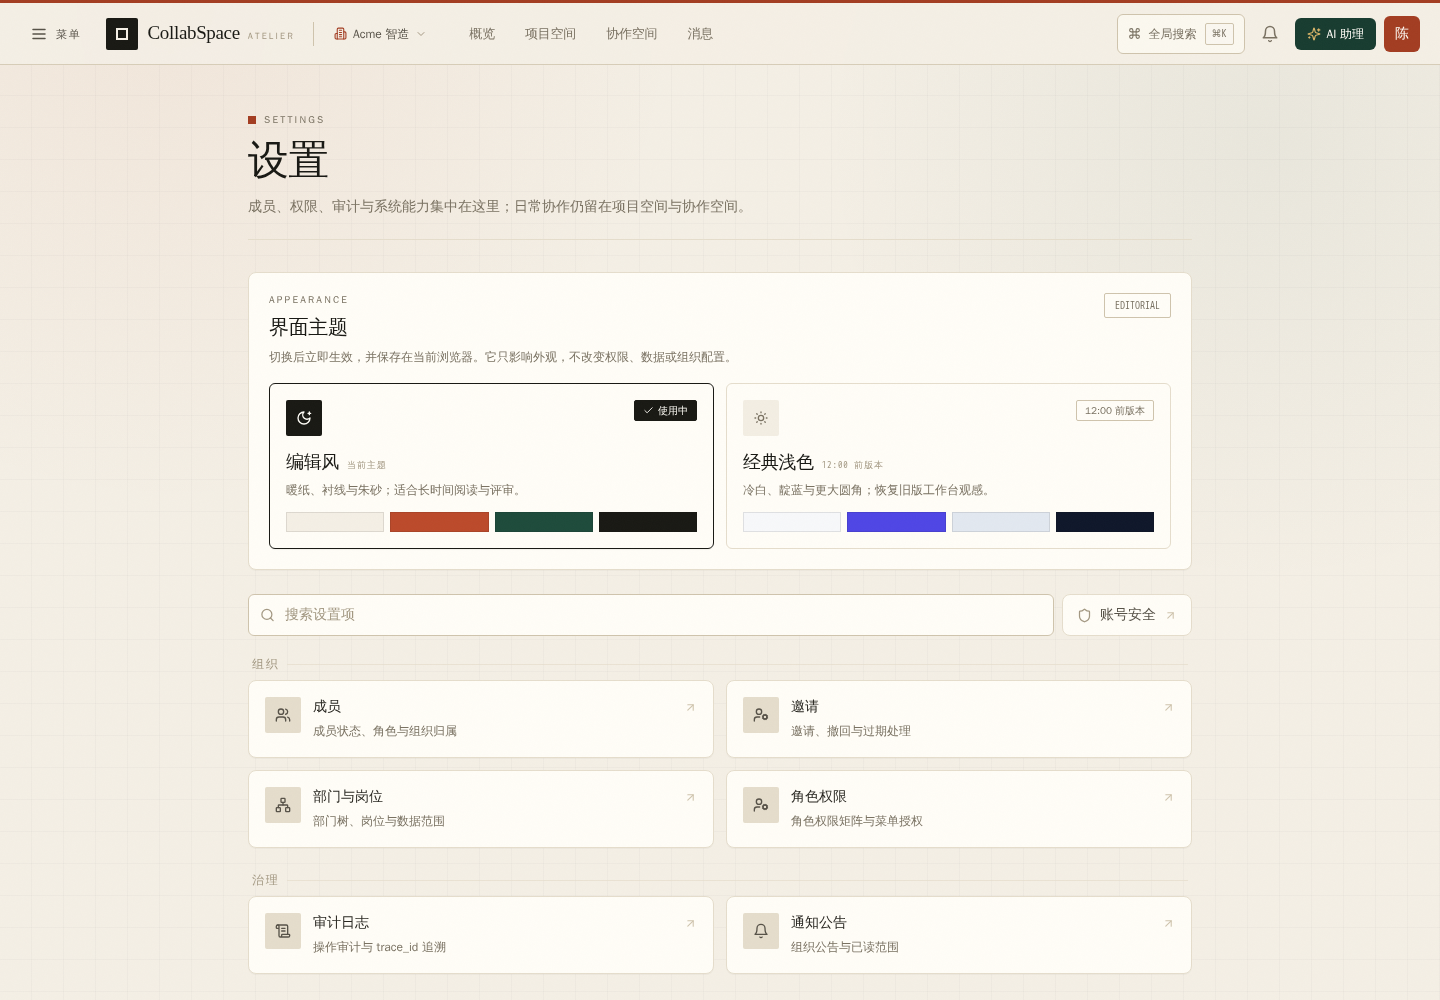 菜单
CollabSpace ATELIER
Acme 智造
概览
项目空间
协作空间
消息
⌘ 全局搜索 ⌘K
AI 助理
陈
SETTINGS
设置
成员、权限、审计与系统能力集中在这里；日常协作仍留在项目空间与协作空间。
APPEARANCE
EDITORIAL
界面主题
切换后立即生效，并保存在当前浏览器。它只影响外观，不改变权限、数据或组织配置。
使用中
编辑风 当前主题
暖纸、衬线与朱砂；适合长时间阅读与评审。
12:00 前版本
经典浅色 12:00 前版本
冷白、靛蓝与更大圆角；恢复旧版工作台观感。
搜索设置项
账号安全
组织
成员
成员状态、角色与组织归属
邀请
邀请、撤回与过期处理
部门与岗位
部门树、岗位与数据范围
角色权限
角色权限矩阵与菜单授权
治理
审计日志
操作审计与 trace_id 追溯
通知公告
组织公告与已读范围